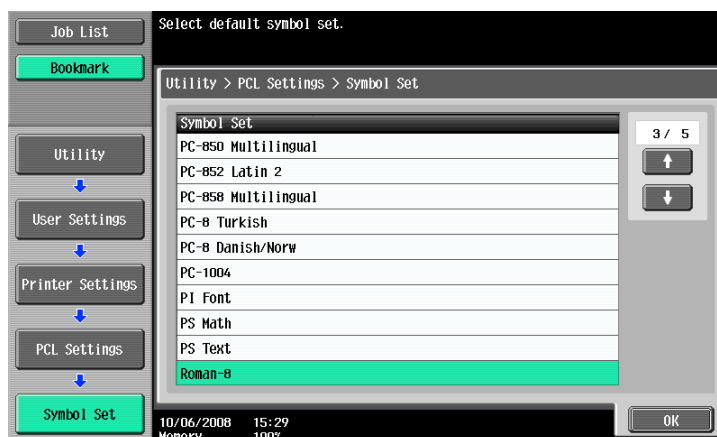 Job List
Bookmark
Utility
User Settings
Printer Settings
PCL Settings
Symbol Set
Select default symbol set.
Utility > PCL Settings > Symbol Set
Symbol Set
PC-850 Multilingual
PC-852 Latin 2
PC-858 Multilingual
PC-8 Turkish
PC-8 Danish/Norw
PC-1004
PI Font
PS Math
PS Text
Roman-8
3/ 5
10/06/2008 15:29
Memory 100%
OK